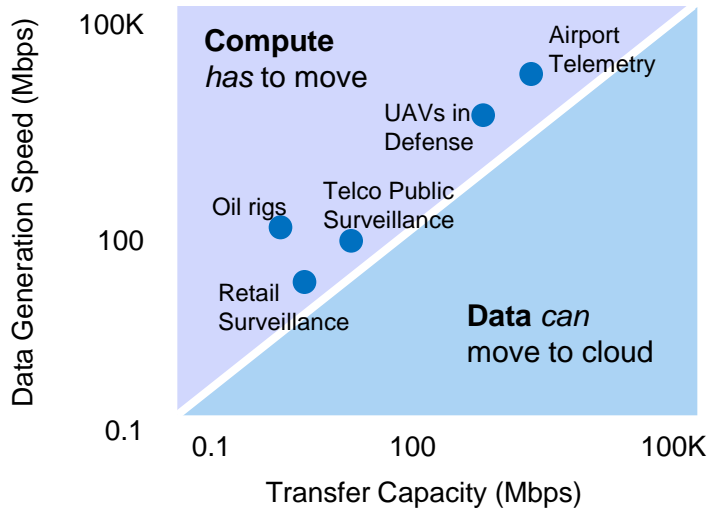 100K
Data Generation Speed (Mbps)
Compute
has to move
Airport
Telemetry
UAVs in
Defense
Oil rigs
Telco Public
Surveillance
100
Retail
Surveillance
Data can
move to cloud
0.1
0.1
100
100K
Transfer Capacity (Mbps)